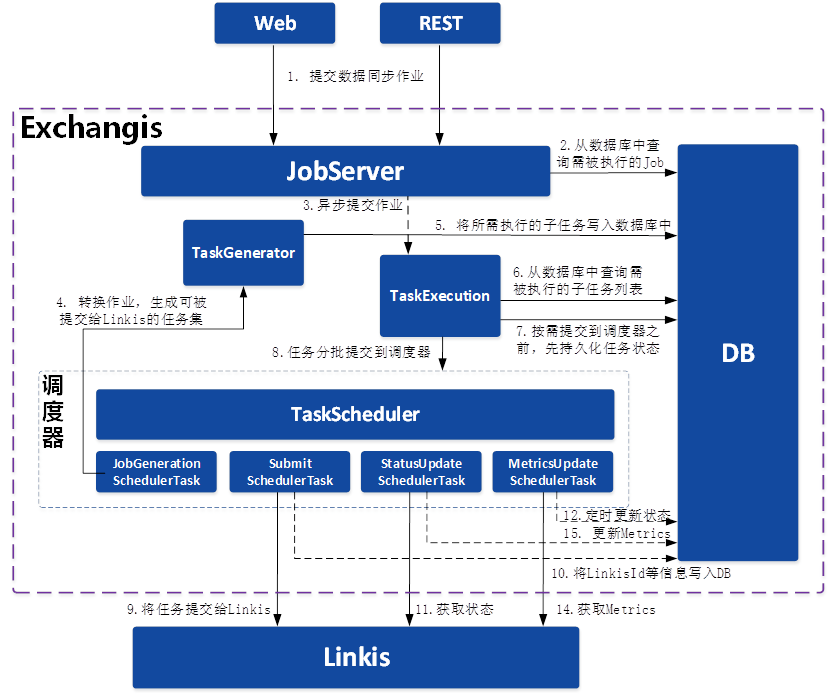 Web
REST
1. 提交数据同步作业
Exchangis
JobServer
2.从数据库中查
询需被执行的Job
3.异步提交作业
5. 将所需执行的子任务写入数据库中
TaskGenerator
TaskExecution
6.从数据库中查询需
被执行的子任务列表
4. 转换作业，生成可被
提交给Linkis的任务集
7.按需提交到调度器之
前，先持久化任务状态
8.任务分批提交到调度器
DB
调
度
器
TaskScheduler
JobGeneration
SchedulerTask
Submit
SchedulerTask
StatusUpdate
SchedulerTask
MetricsUpdate
SchedulerTask
12.定时更新状态
15. 更新Metrics
10.将LinkisId等信息写入DB
9.将任务提交给Linkis
11.获取状态
14.获取Metrics
Linkis